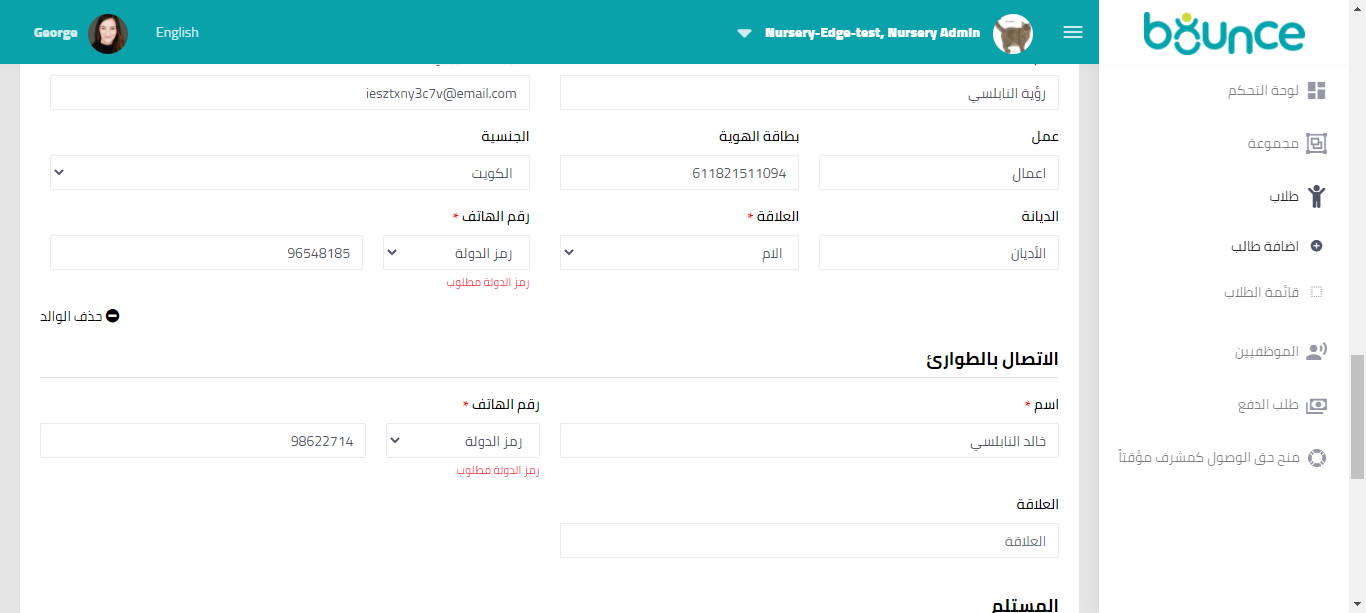 bounce
Nursery-Edge-test, Nursery Admin
English
George
لوحة التحكم
مجموعة
طلاب
اضافة طالب
قائمة الطلاب
الموظفيين
طلب الدفع
منح حق الوصول كمشرف مؤقتاً
رؤية النابلسي
iesztxny3c7v@email.com
عمل
بطاقة الهوية
الجنسية
اعمال
611821511094
الكويت
الديانة
العلاقة *
رقم الهاتف *
الأديان
الام
رمز الدولة
96548185
رمز الدولة مطلوب
حذف الوالد
الاتصال بالطوارئ
اسم *
رقم الهاتف *
خالد النابلسي
رمز الدولة
98622714
رمز الدولة مطلوب
العلاقة
العلاقة
المستلم